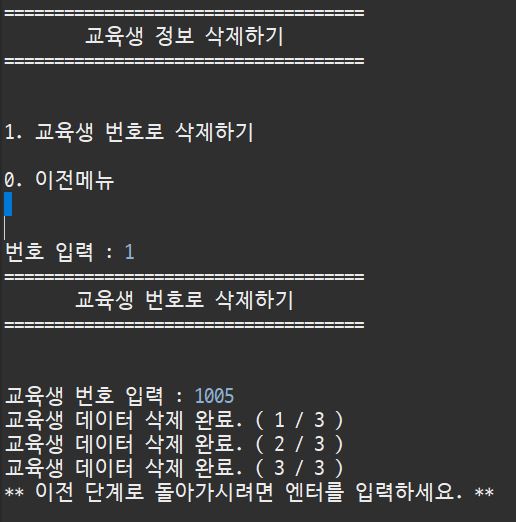 ====================================
교육생 정보 삭제하기
====================================
1. 교육생 번호로 삭제하기
0. 이전메뉴
번호 입력 : 1
====================================
교육생 번호로 삭제하기
====================================
교육생 번호 입력 : 1005
교육생 데이터 삭제 완료. ( 1 / 3 )
교육생 데이터 삭제 완료. ( 2 / 3 )
교육생 데이터 삭제 완료. ( 3 / 3 )
** 이전 단계로 돌아가시려면 엔터를 입력하세요. **